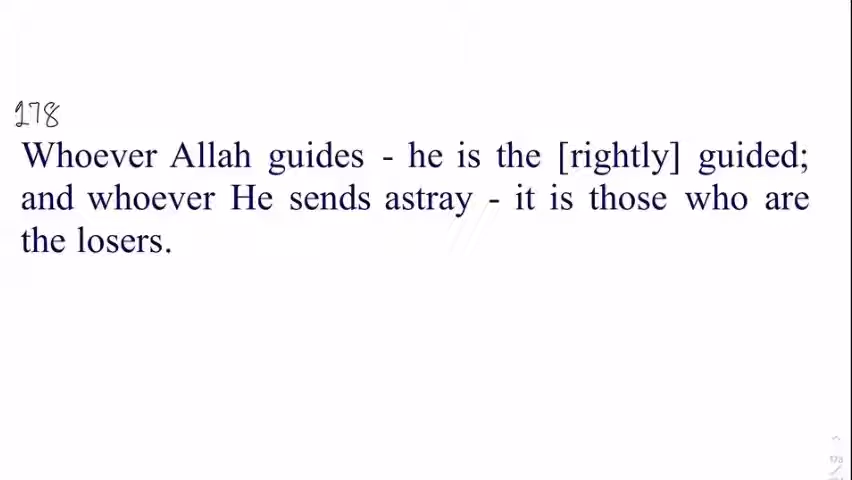 178
Whoever Allah guides - he is the [rightly] guided;
and whoever He sends astray - it is those who are
the losers.